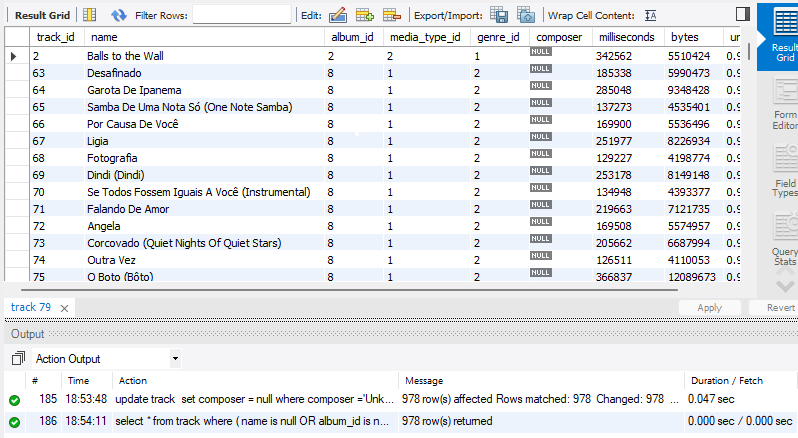 Result Grid Filter Rows: Edit: Export/Import: Wrap Cell Content:
track_id name album_id media_type_id genre_id composer milliseconds bytes un
2 Balls to the Wall 2 2 1 NULL 342562 5510424 0.9
63 Desafinado 8 1 2 NULL 185338 5990473 0.9
64 Garota De Ipanema 8 1 2 NULL 285048 9348428 0.9
65 Samba De Uma Nota Só (One Note Samba) 8 1 2 NULL 137273 4535401 0.9
66 Por Causa De Você 8 1 2 NULL 169900 5536496 0.9
67 Ligia 8 1 2 NULL 251977 8226934 0.9
68 Fotografia 8 1 2 NULL 129227 4198774 0.9
69 Dindi (Dindi) 8 1 2 NULL 253178 8149148 0.9
70 Se Todos Fossem Iguais A Você (Instrumental) 8 1 2 NULL 134948 4393377 0.9
71 Falando De Amor 8 1 2 NULL 219663 7121735 0.9
72 Angela 8 1 2 NULL 169508 5574957 0.9
73 Corcovado (Quiet Nights Of Quiet Stars) 8 1 2 NULL 205662 6687994 0.9
74 Outra Vez 8 1 2 NULL 126511 4110053 0.9
75 O Boto (Bôto) 8 1 2 NULL 366837 12089673 0.9
Result
Grid
Form
Editor
Field
Types
Query
Stats
track 79 Apply Revert
Output
Action Output
# Time Action Message Duration / Fetch
185 18:53:48 update track set composer = null where composer ='Unk... 978 row(s) affected Rows matched: 978 Changed: 978 ... 0.047 sec
186 18:54:11 select * from track where ( name is null OR album_id is n... 978 row(s) returned 0.000 sec / 0.000 sec